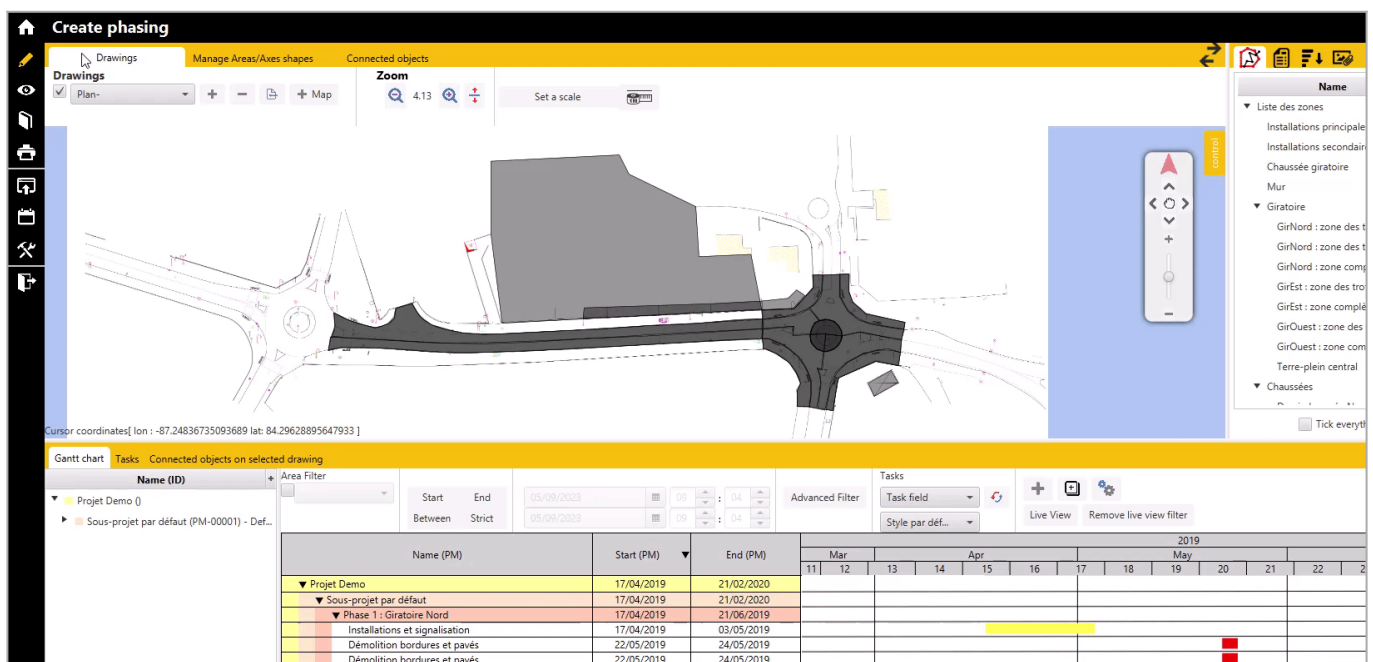 Create phasing
Drawings Manage Areas/Axes shapes Connected objects
Drawings Zoom
Plan- + Map 4.13 Set a scale
Name
Liste des zones
Installations principale
Installations secondair
Chaussée giratoire
Mur
Giratoire
GirNord : zone des t
GirNord : zone des t
GirNord : zone comp
GirEst : zone des tro
GirEst : zone complè
GirOuest : zone des
GirOuest : zone com
Terre-plein central
Chaussées
control
Tick everyth
Cursor coordinates[ lon : -87.24836735093689 lat: 84.29628895647933 ]
Gantt chart Tasks Connected objects on selected drawing
Name (ID) + Area Filter Tasks
Projet Demo ()
Sous-projet par défaut (PM-00001) - Def...
Start End 05/09/2023 09 : 04 Advanced Filter Task field
Between Strict 05/09/2023 09 : 04 Style par déf... Live View Remove live view filter
2019
Name (PM) Start (PM) End (PM) Mar Apr May
11 12 13 14 15 16 17 18 19 20 21 22 2
Projet Demo 17/04/2019 21/02/2020
Sous-projet par défaut 17/04/2019 21/02/2020
Phase 1 : Giratoire Nord 17/04/2019 21/06/2019
Installations et signalisation 17/04/2019 03/05/2019
Démolition bordures et pavés 22/05/2019 24/05/2019
Démolition bordures et pavés 22/05/2019 24/05/2019